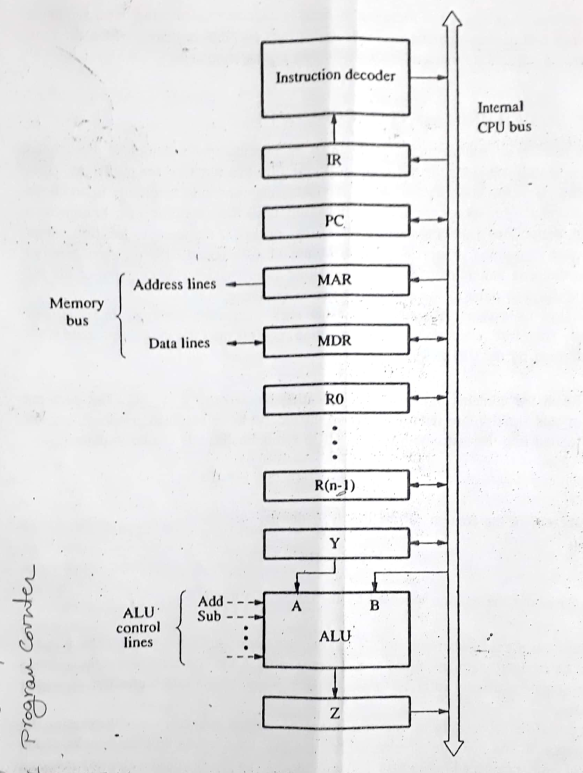 Instruction decoder
Internal
CPU bus
IR
PC
MAR
Address lines
Memory
bus
MDR
Data lines
R0
R(n-1)
Y
A
B
ALU
Add
Sub
ALU
control
lines
Z
Program Counter